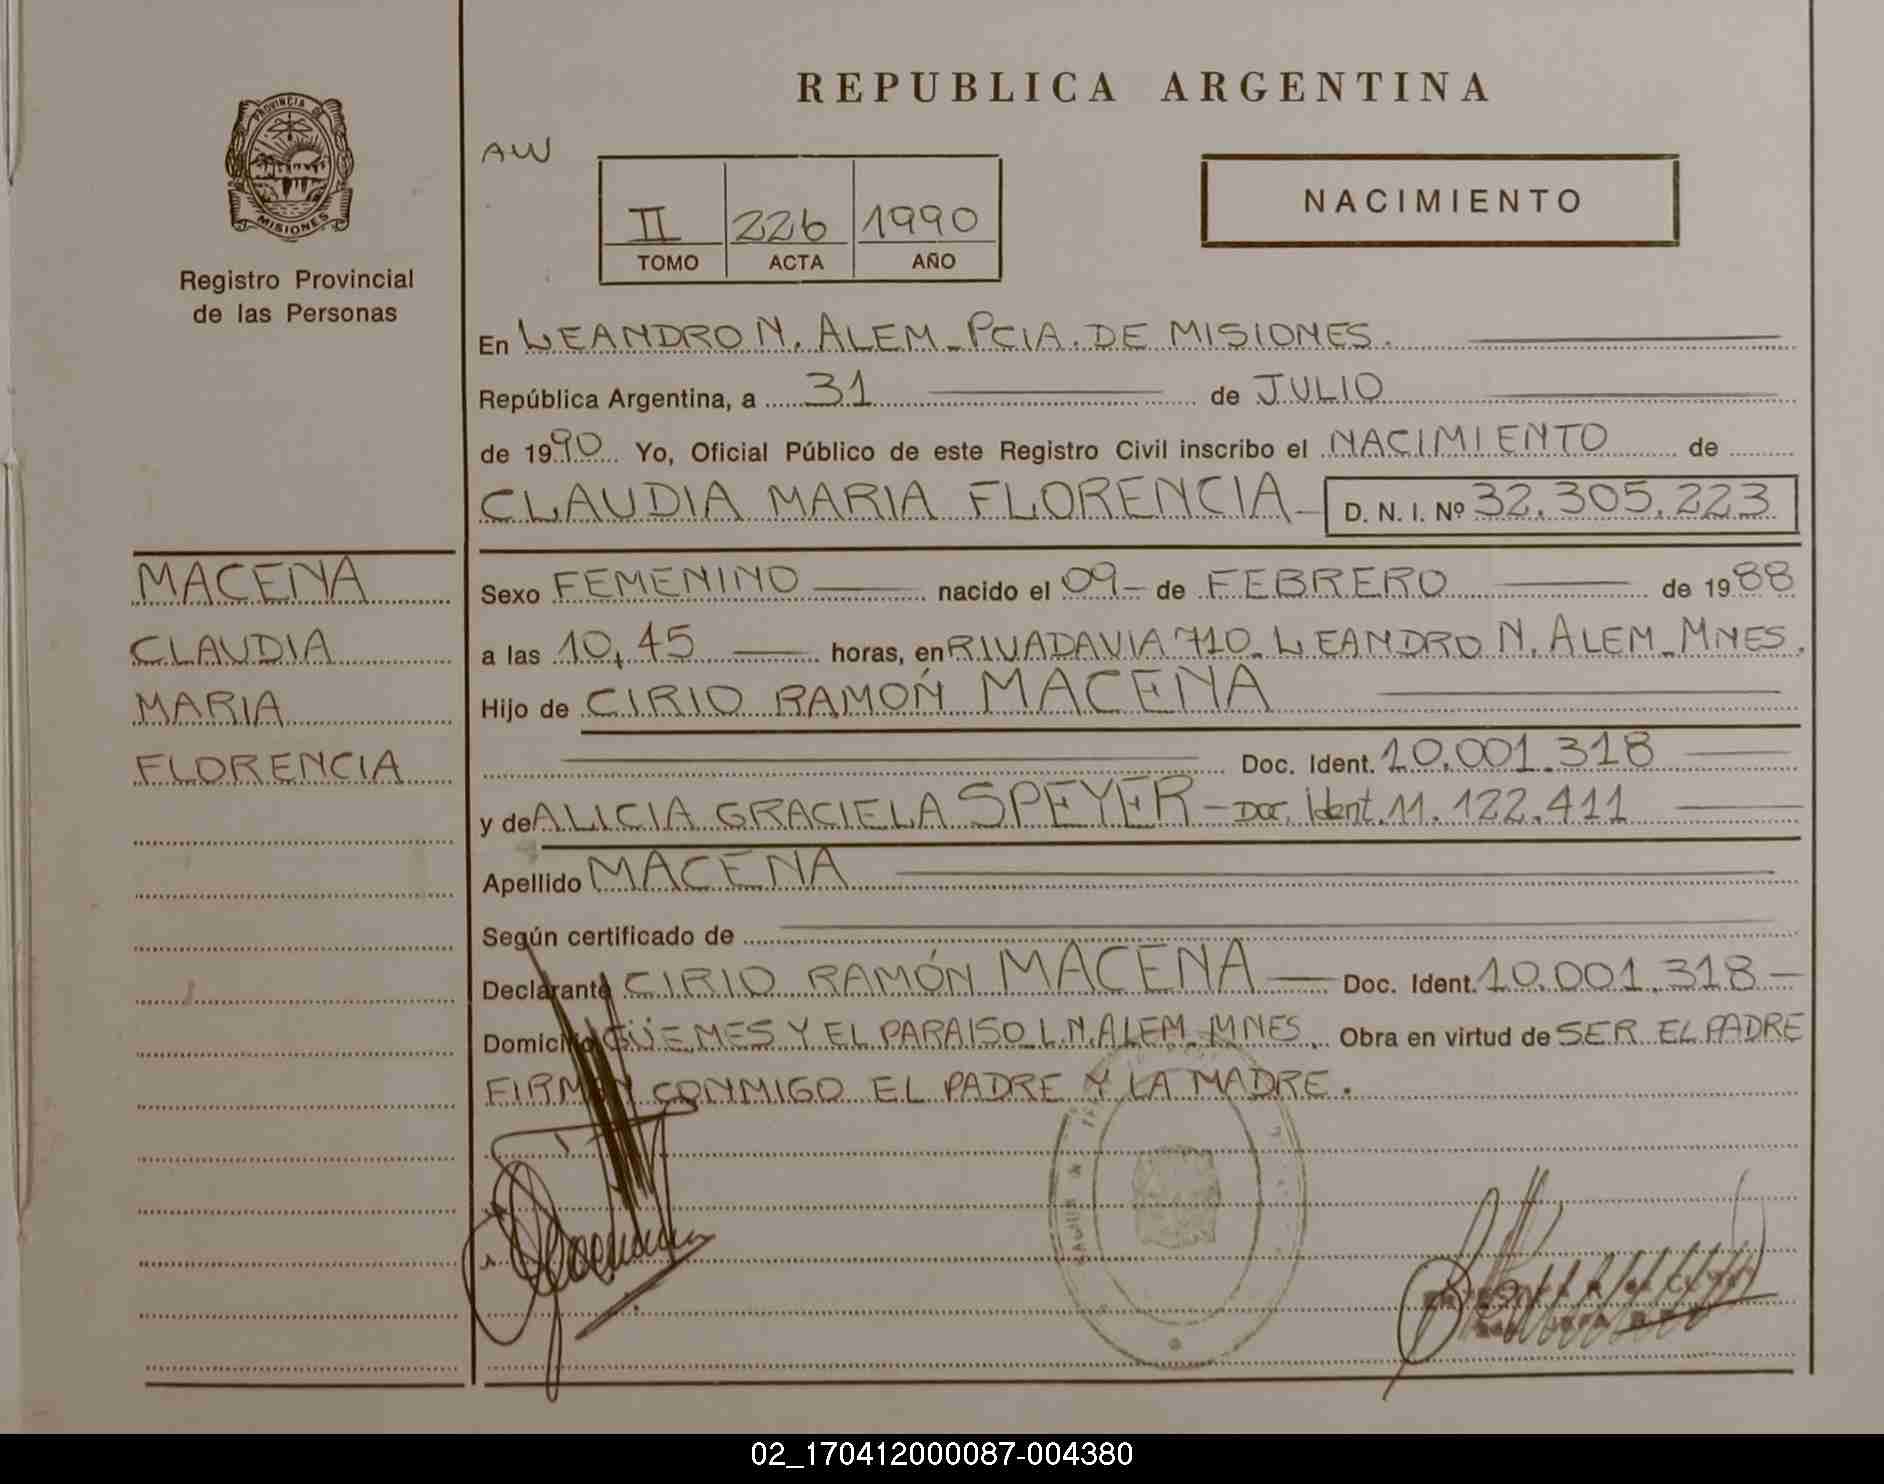 REPUBLICA ARGENTINA
PROVINCIA DE
MISIONES
Registro Provincial
de las Personas
AW
II 226 1990
TOMO ACTA AÑO
NACIMIENTO
En LEANDRO N. ALEM - PCIA. DE MISIONES.
República Argentina, a 31 de JULIO
de 1990 Yo, Oficial Público de este Registro Civil inscribo el NACIMIENTO de
CLAUDIA MARIA FLORENCIA - D. N. I. Nº 32.305.223
MACENA
CLAUDIA
MARIA
FLORENCIA
Sexo FEMENINO nacido el 09 - de FEBRERO de 1988
a las 10,45 horas, en RIVADAVIA 710 - LEANDRO N. ALEM - MNES.
Hijo de CIRIO RAMÓN MACENA
Doc. Ident. 10.001.318
y de ALICIA GRACIELA SPEYER - Doc. Ident. 11.122.411
Apellido MACENA
Según certificado de
Declarante CIRIO RAMÓN MACENA - Doc. Ident. 10.001.318 -
Domicilio GÜEMES Y EL PARAISO - L.N. ALEM - MNES. Obra en virtud de SER EL PADRE
FIRMAN CONMIGO EL PADRE Y LA MADRE.
02_170412000087-004380